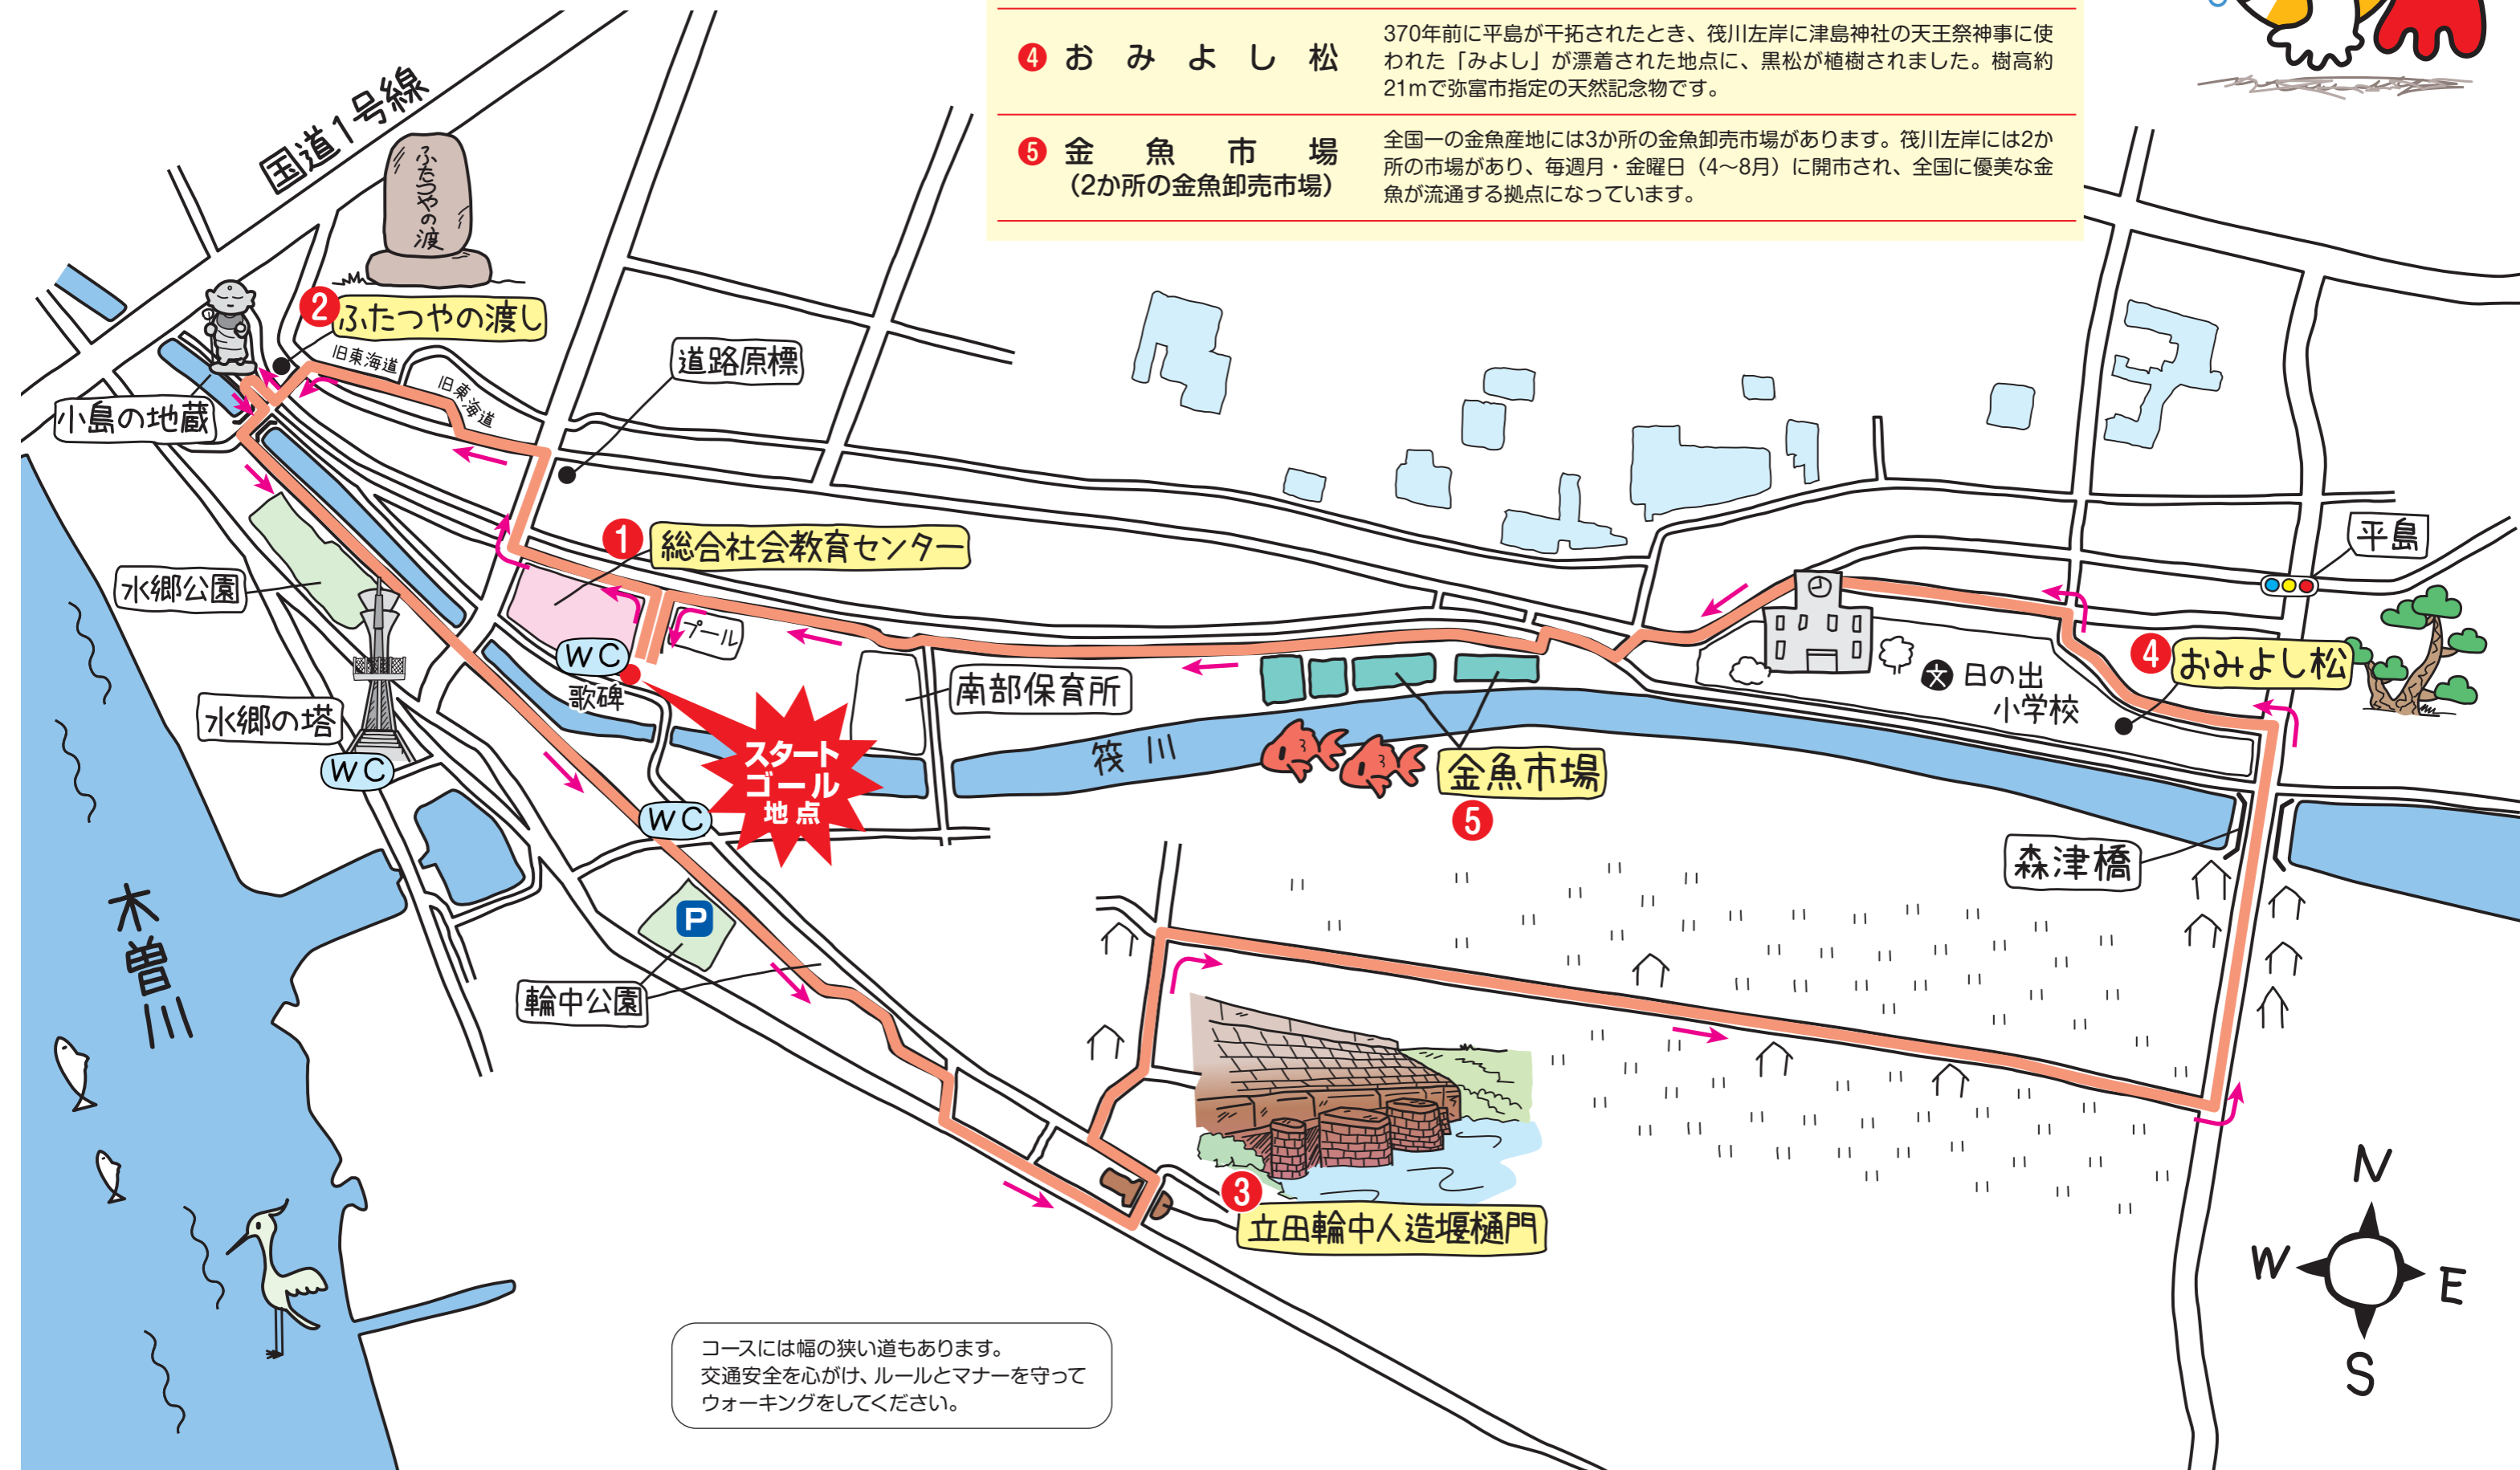 ④ おみよし松
370年前に平島が干拓されたとき、筏川左岸に津島神社の天王祭神事に使
われた「みよし」が漂着された地点に、黒松が植樹されました。樹高約
21mで弥富市指定の天然記念物です。
⑤ 金魚市場
（2か所の金魚卸売市場）
全国一の金魚産地には3か所の金魚卸売市場があります。筏川左岸には2か
所の市場があり、毎週月・金曜日（4〜8月）に開市され、全国に優美な金
魚が流通する拠点になっています。
国道1号線
ふたつやの渡
② ふたつやの渡し
旧東海道
旧東海道
道路原標
小島の地蔵
① 総合社会教育センター
平島
水郷公園
プール
WC
歌碑
南部保育所
④ おみよし松
文 日の出
小学校
水郷の塔
WC
スタート
ゴール
地点
筏川
金魚市場
⑤
WC
森津橋
木曽川
P
輪中公園
③
立田輪中人造堰樋門
N
W
E
S
コースには幅の狭い道もあります。
交通安全を心がけ、ルールとマナーを守って
ウォーキングをしてください。